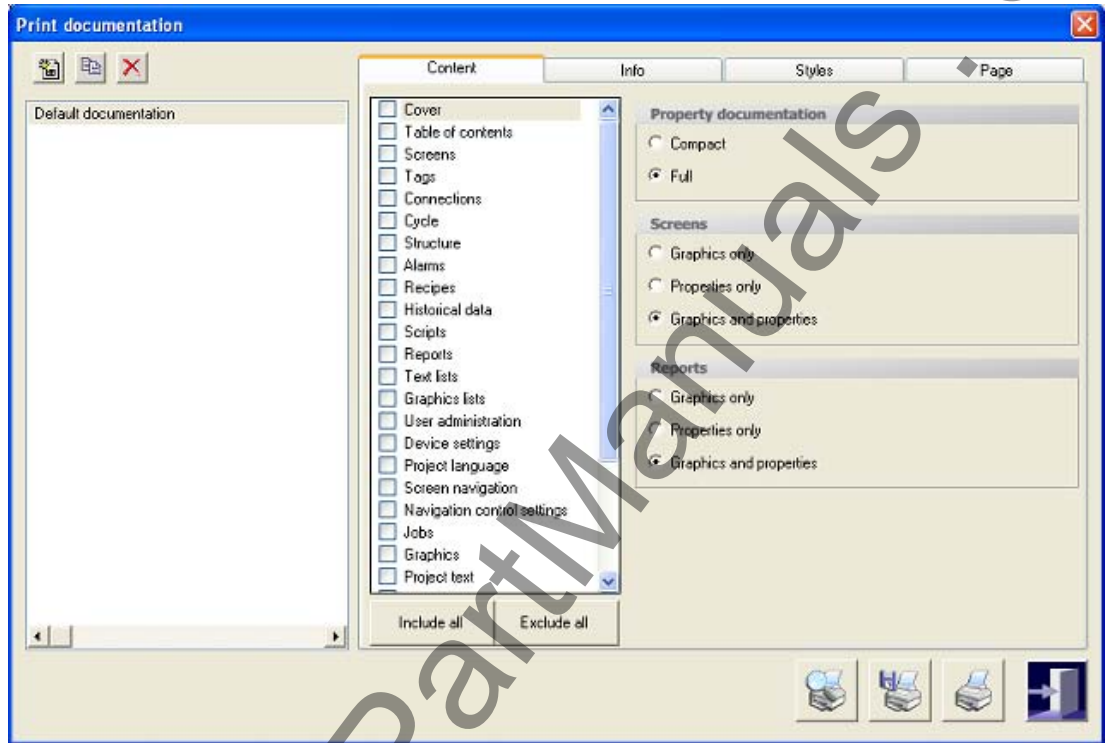 Print documentation
Content
Info
Styles
Page
Default documentation
Cover
Table of contents
Screens
Tags
Connections
Cycle
Structure
Alarms
Recipes
Historical data
Scripts
Reports
Text lists
Graphics lists
User administration
Device settings
Project language
Screen navigation
Navigation control settings
Jobs
Graphics
Project text
Include all
Exclude all
Property documentation
Compact
Full
Screens
Graphics only
Properties only
Graphics and properties
Reports
Graphics only
Properties only
Graphics and properties
PartManuals.